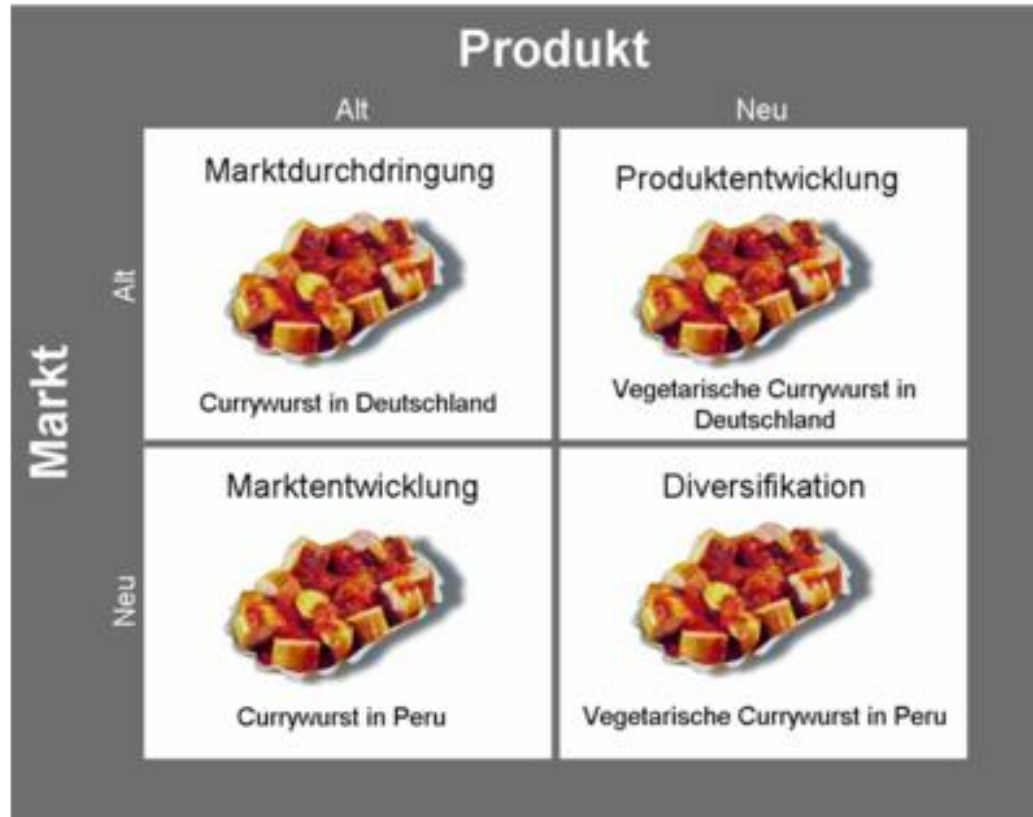 Produkt
Alt
Neu
Markt
Alt
Marktdurchdringung
Currywurst in Deutschland
Produktentwicklung
Vegetarische Currywurst in
Deutschland
Neu
Marktentwicklung
Currywurst in Peru
Diversifikation
Vegetarische Currywurst in Peru